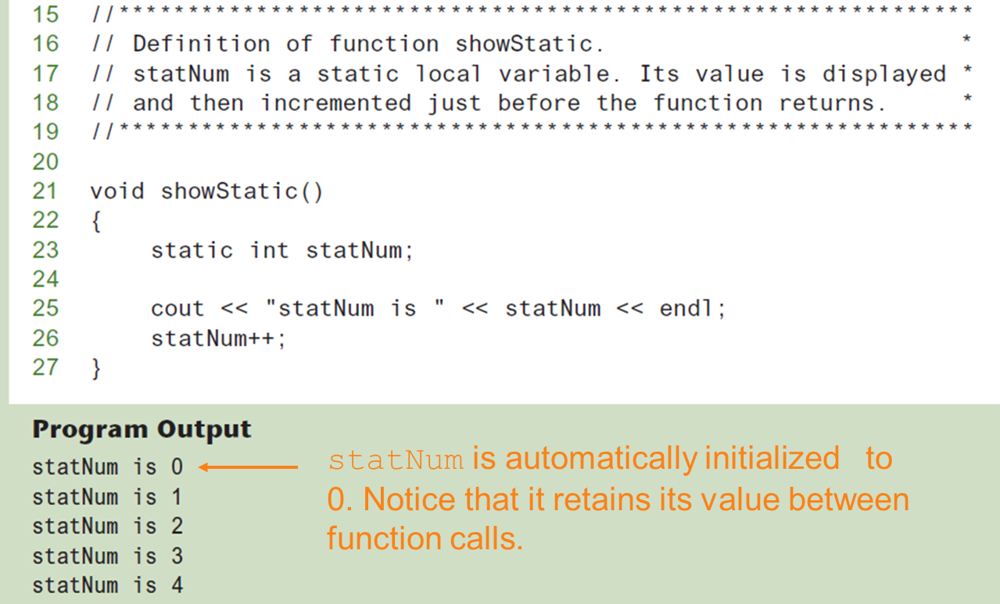 15 //***************************************************************
16 // Definition of function showStatic. *
17 // statNum is a static local variable. Its value is displayed *
18 // and then incremented just before the function returns. *
19 //***************************************************************
20
21 void showStatic()
22 {
23 static int statNum;
24
25 cout << "statNum is " << statNum << endl;
26 statNum++;
27 }
Program Output
statNum is 0
statNum is 1
statNum is 2
statNum is 3
statNum is 4
statNum is automatically initialized to
0. Notice that it retains its value between
function calls.